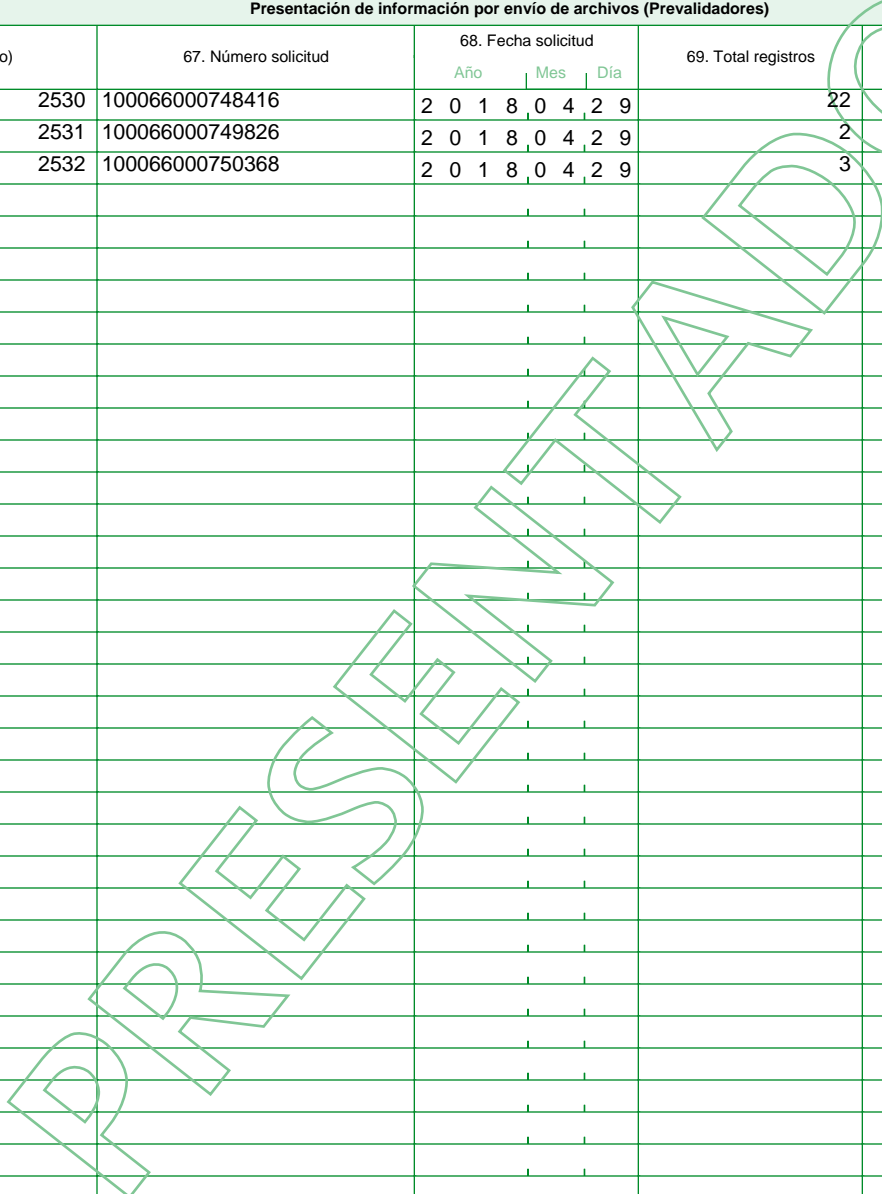 Presentación de información por envío de archivos (Prevalidadores)
o) 67. Número solicitud 68. Fecha solicitud 69. Total registros
Año Mes Día
2530 100066000748416 2 0 1 8 0 4 2 9 22
2531 100066000749826 2 0 1 8 0 4 2 9 2
2532 100066000750368 2 0 1 8 0 4 2 9 3
PRESENTADO